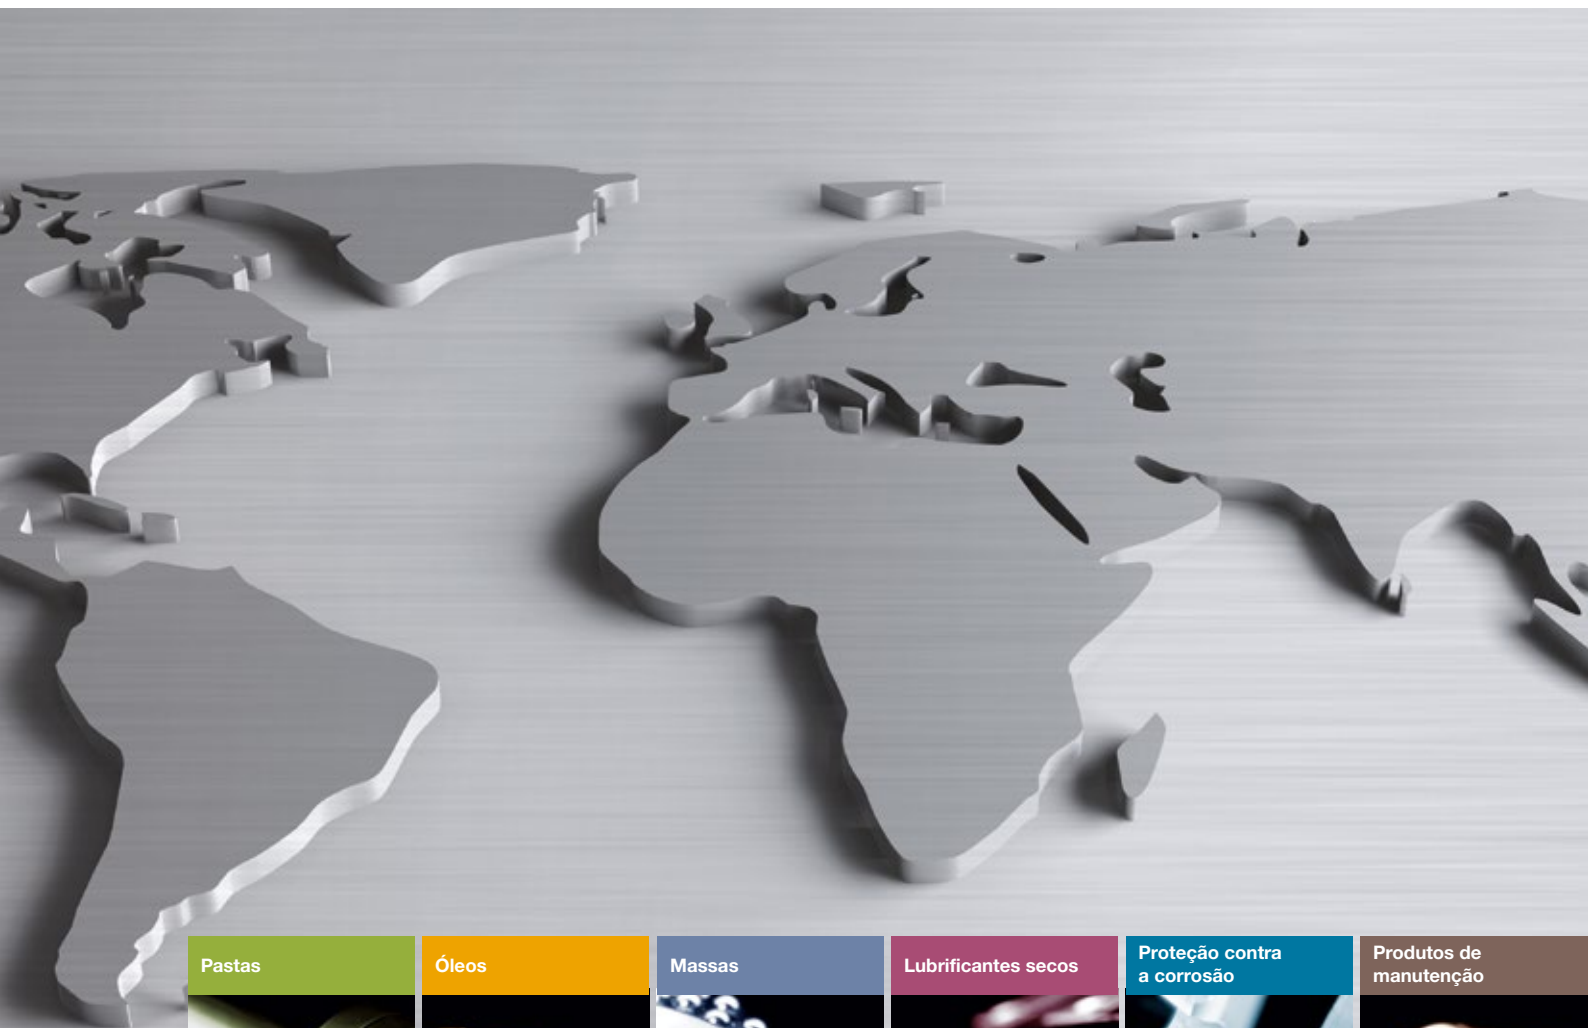 Pastas
Óleos
Massas
Lubrificantes secos
Proteção contra
a corrosão
Produtos de
manutenção